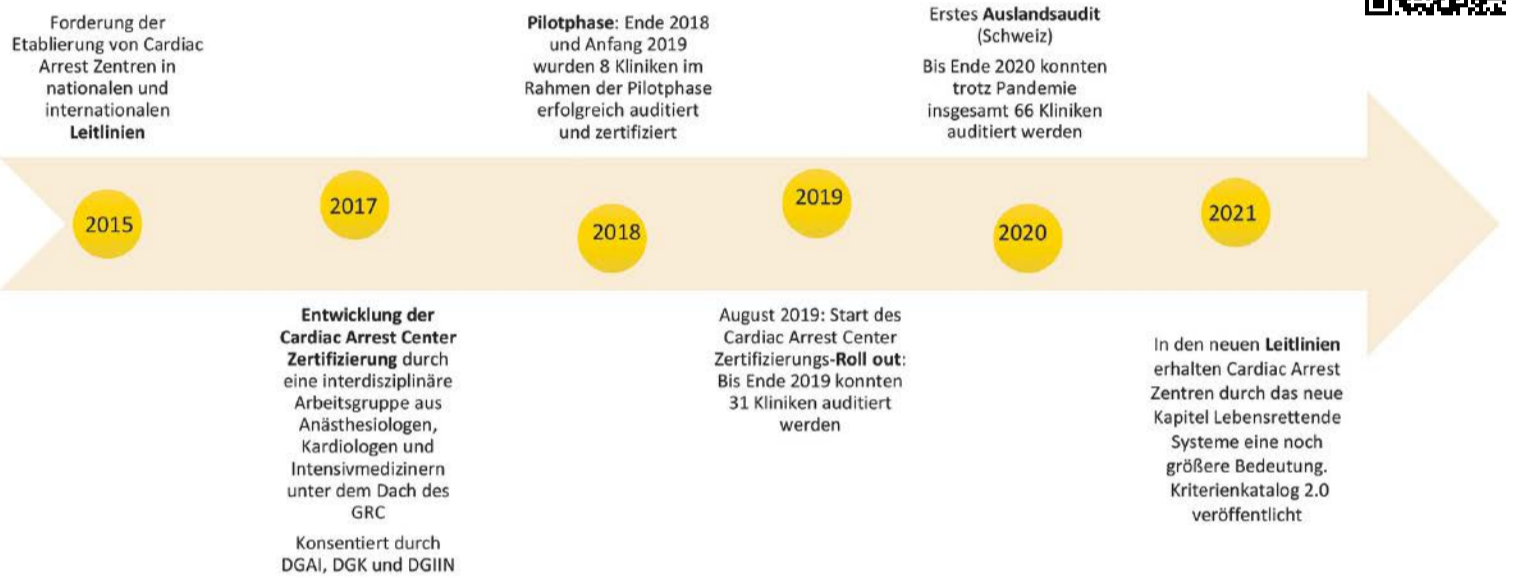 Forderung der
Etablierung von Cardiac
Arrest Zentren in
nationalen und
internationalen
Leitlinien
Pilotphase: Ende 2018
und Anfang 2019
wurden 8 Kliniken im
Rahmen der Pilotphase
erfolgreich auditiert
und zertifiziert
Erstes Auslandsaudit
(Schweiz)
Bis Ende 2020 konnten
trotz Pandemie
insgesamt 66 Kliniken
auditiert werden
2015
2017
2018
2019
2020
2021
Entwicklung der
Cardiac Arrest Center
Zertifizierung durch
eine interdisziplinäre
Arbeitsgruppe aus
Anästhesiologen,
Kardiologen und
Intensivmedizinern
unter dem Dach des
GRC
Konsentiert durch
DGAI, DGK und DGIIN
August 2019: Start des
Cardiac Arrest Center
Zertifizierungs-Roll out:
Bis Ende 2019 konnten
31 Kliniken auditiert
werden
In den neuen Leitlinien
erhalten Cardiac Arrest
Zentren durch das neue
Kapitel Lebensrettende
Systeme eine noch
größere Bedeutung.
Kriterienkatalog 2.0
veröffentlicht